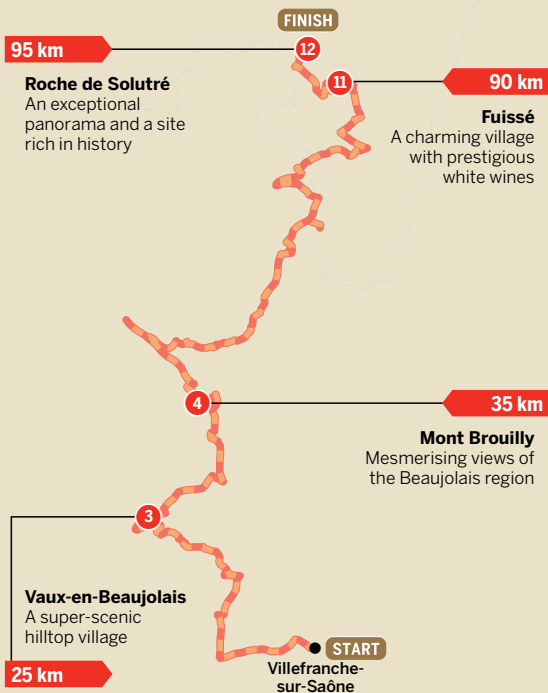 FINISH
12
95 km
Roche de Solutré
An exceptional
panorama and a site
rich in history
11
90 km
Fuissé
A charming village
with prestigious
white wines
4
35 km
Mont Brouilly
Mesmerising views of
the Beaujolais region
3
Vaux-en-Beaujolais
A super-scenic
hilltop village
25 km
START
Villefranche-
sur-Saône